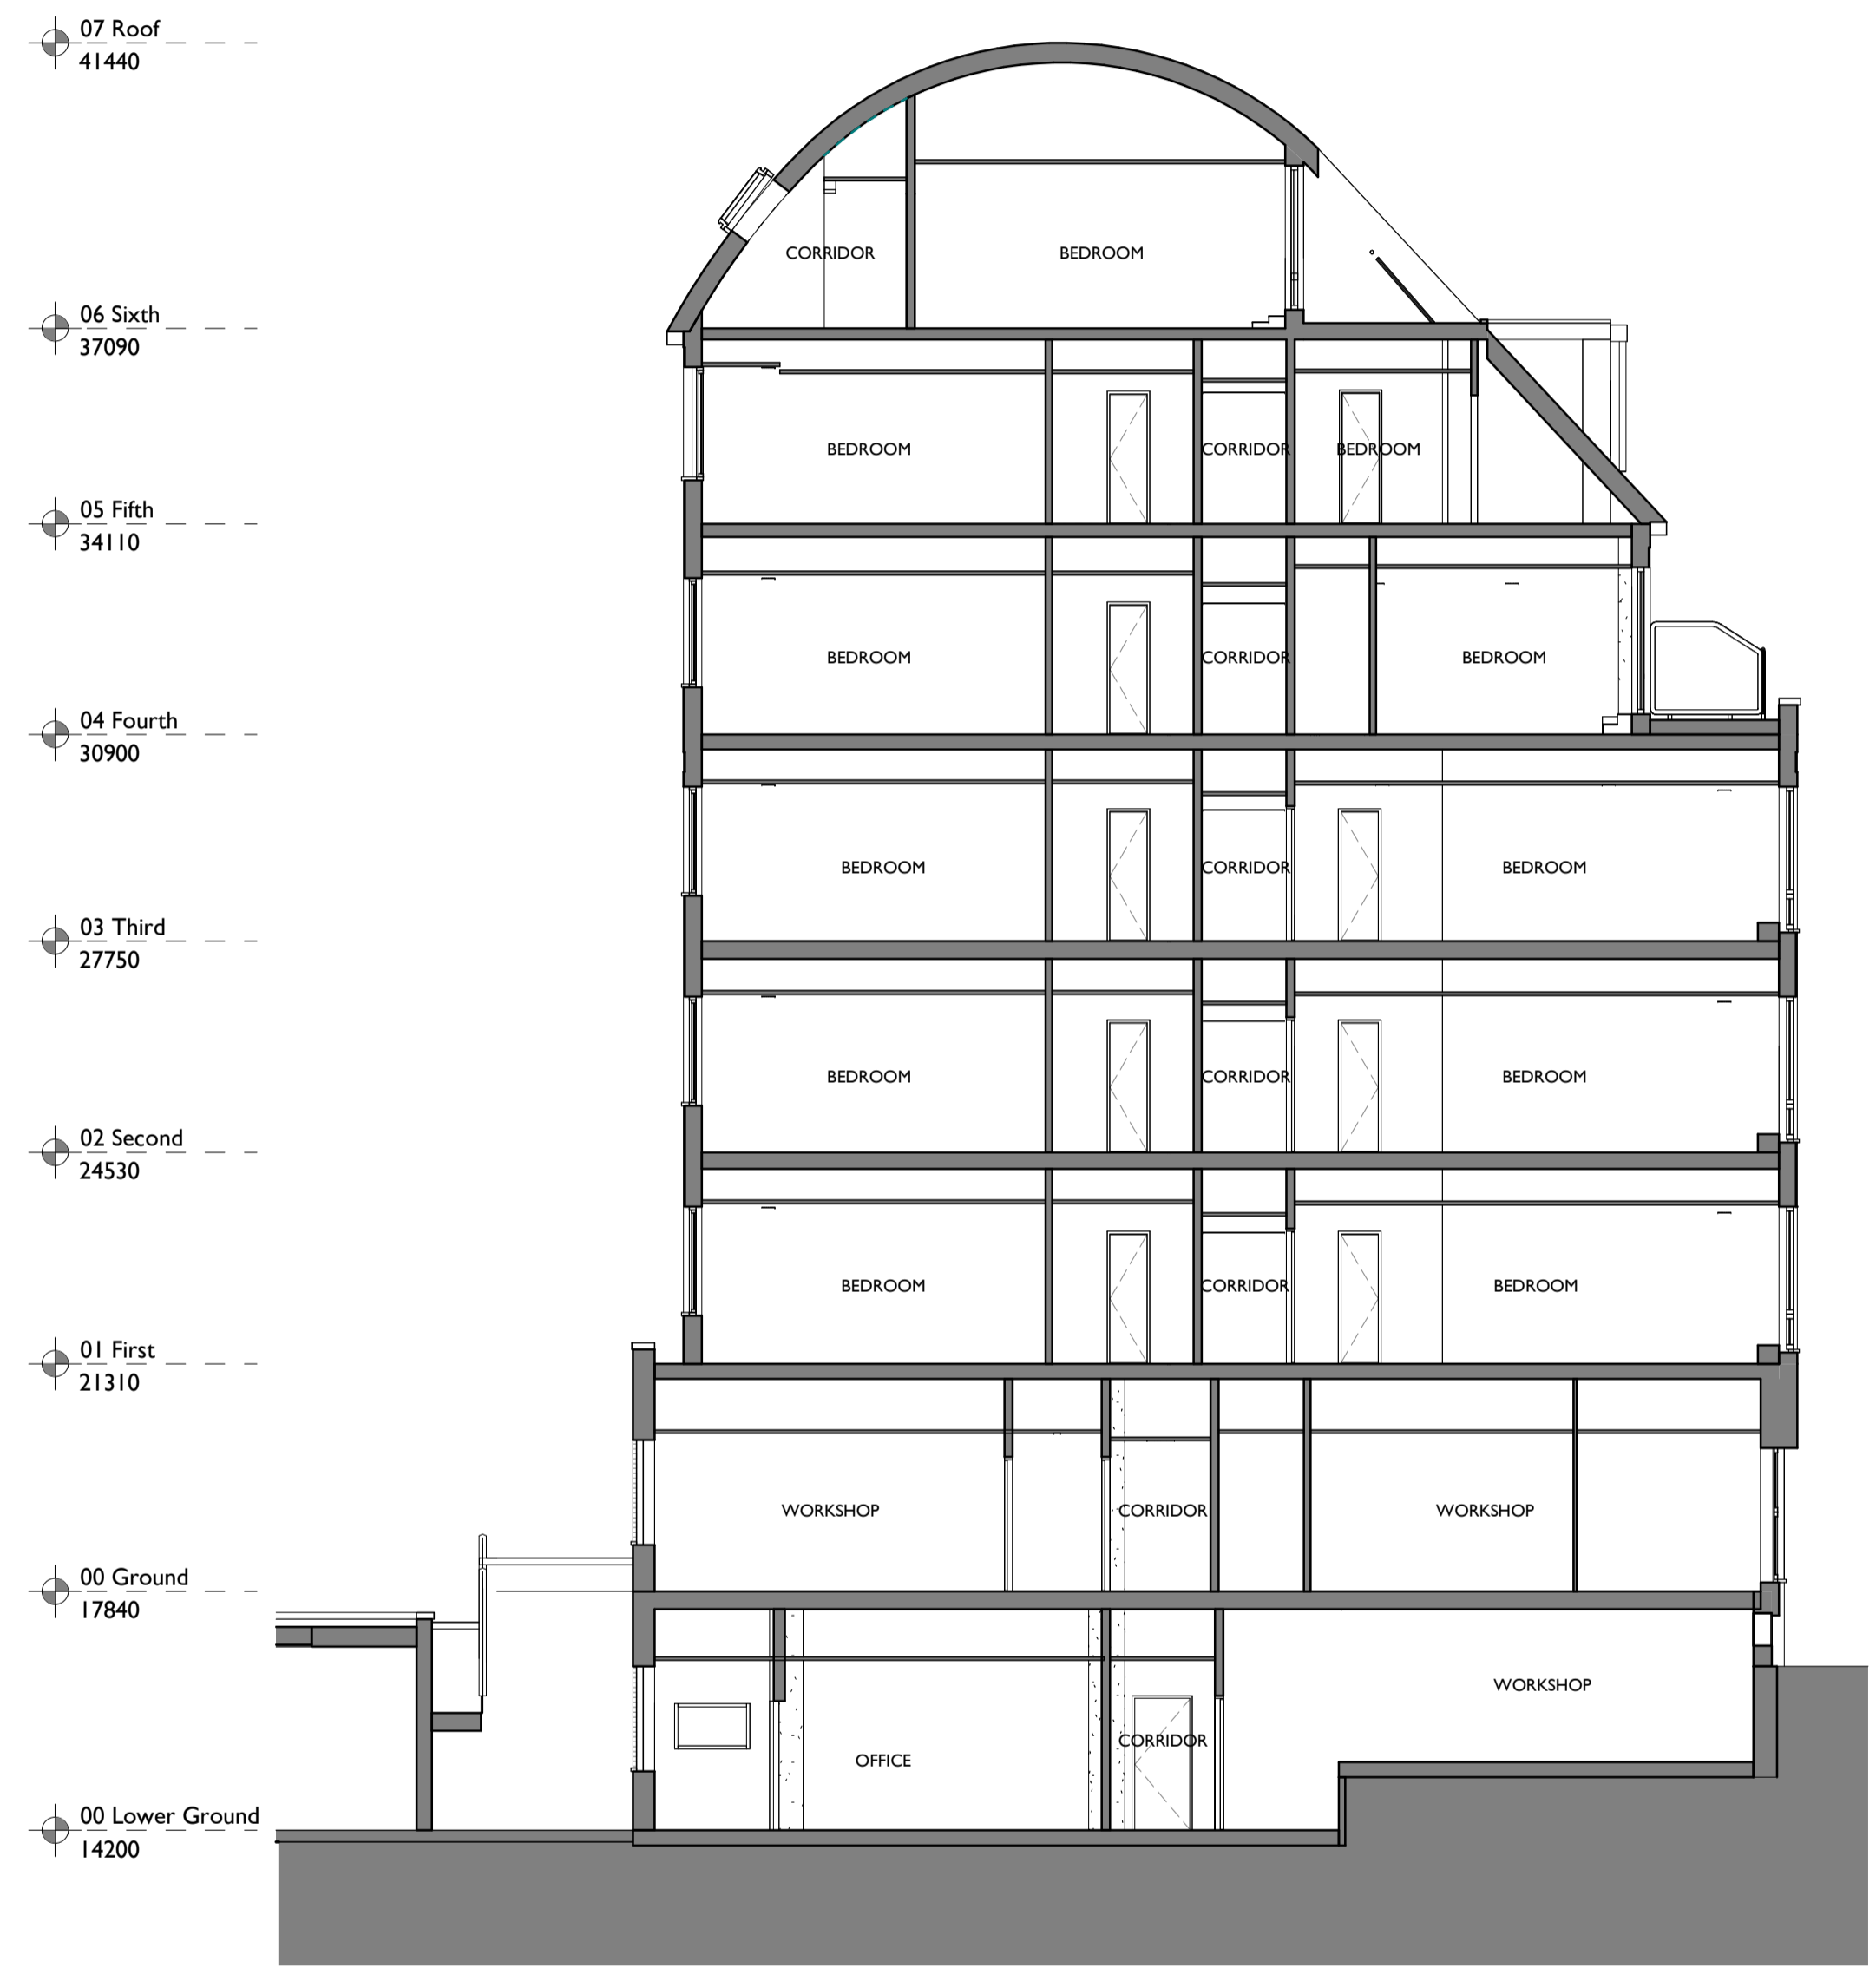 07 Roof
41440
CORRIDOR
BEDROOM
06 Sixth
37090
BEDROOM
CORRIDOR
BEDROOM
05 Fifth
34110
BEDROOM
CORRIDOR
BEDROOM
04 Fourth
30900
BEDROOM
CORRIDOR
BEDROOM
03 Third
27750
BEDROOM
CORRIDOR
BEDROOM
02 Second
24530
BEDROOM
CORRIDOR
BEDROOM
01 First
21310
WORKSHOP
CORRIDOR
WORKSHOP
00 Ground
17840
WORKSHOP
CORRIDOR
OFFICE
00 Lower Ground
14200